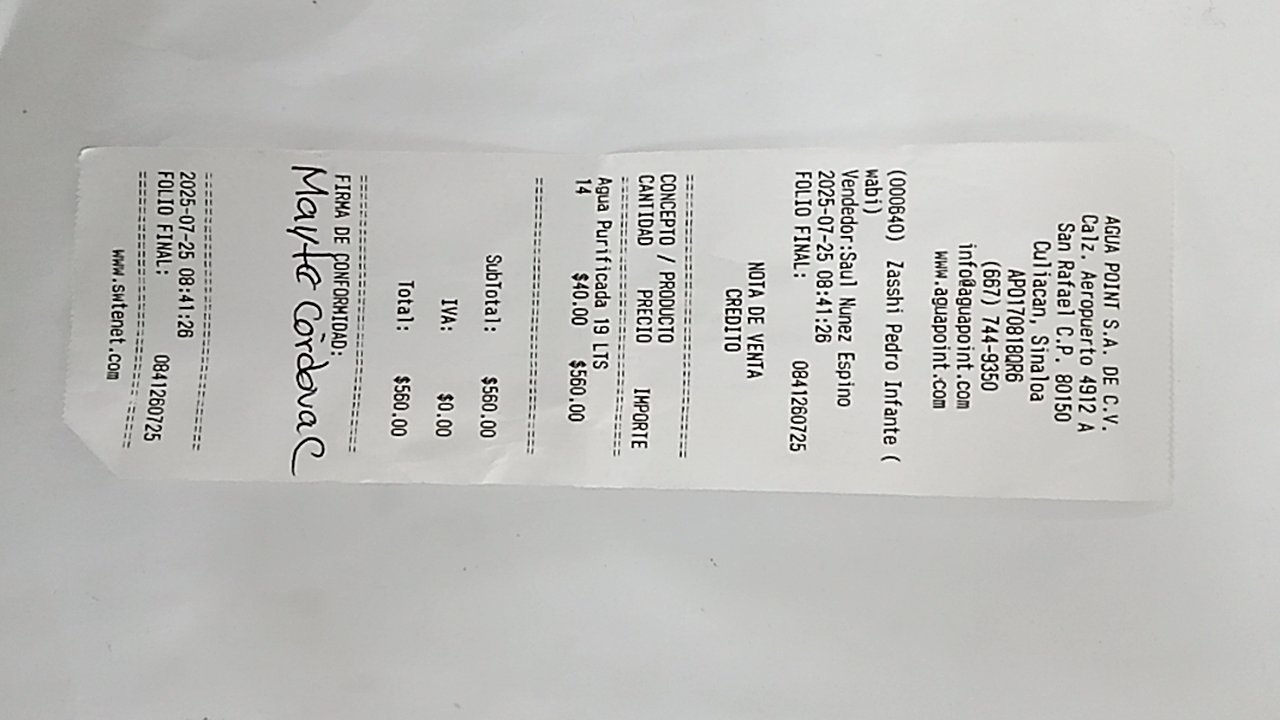 AGUA POINT S.A. DE C.V.
Calz. Aeropuerto 4912 A
San Rafael C.P. 80150
Culiacan, Sinaloa
APO170818QR6
(667) 744-9350
info@aguapoint.com
www.aguapoint.com
(000640) Zasshi Pedro Infante (
wabi)
Vendedor:Saul Nunez Espino
2025-07-25 08:41:26
FOLIO FINAL: 0841260725
NOTA DE VENTA
CREDITO
================================
CONCEPTO / PRODUCTO
CANTIDAD PRECIO IMPORTE
================================
Agua Purificada 19 LTS
14 $40.00 $560.00
================================
SubTotal: $560.00
IVA: $0.00
Total: $560.00
================================
FIRMA DE CONFORMIDAD:
Mayte Córdova C
================================
2025-07-25 08:41:26
FOLIO FINAL: 0841260725
================================
www.swtenet.com